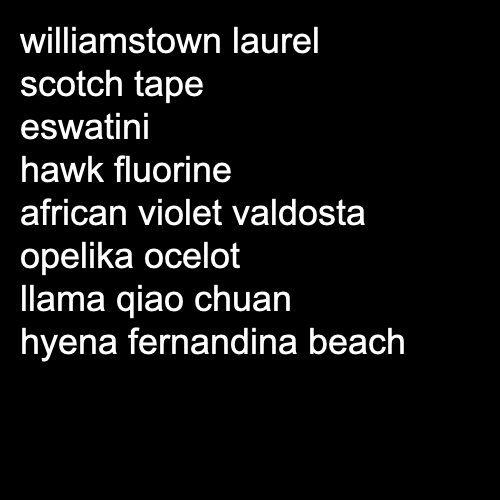 williamstown laurel
scotch tape
eswatini
hawk fluorine
african violet valdosta
opelika ocelot
llama qiao chuan
hyena fernandina beach